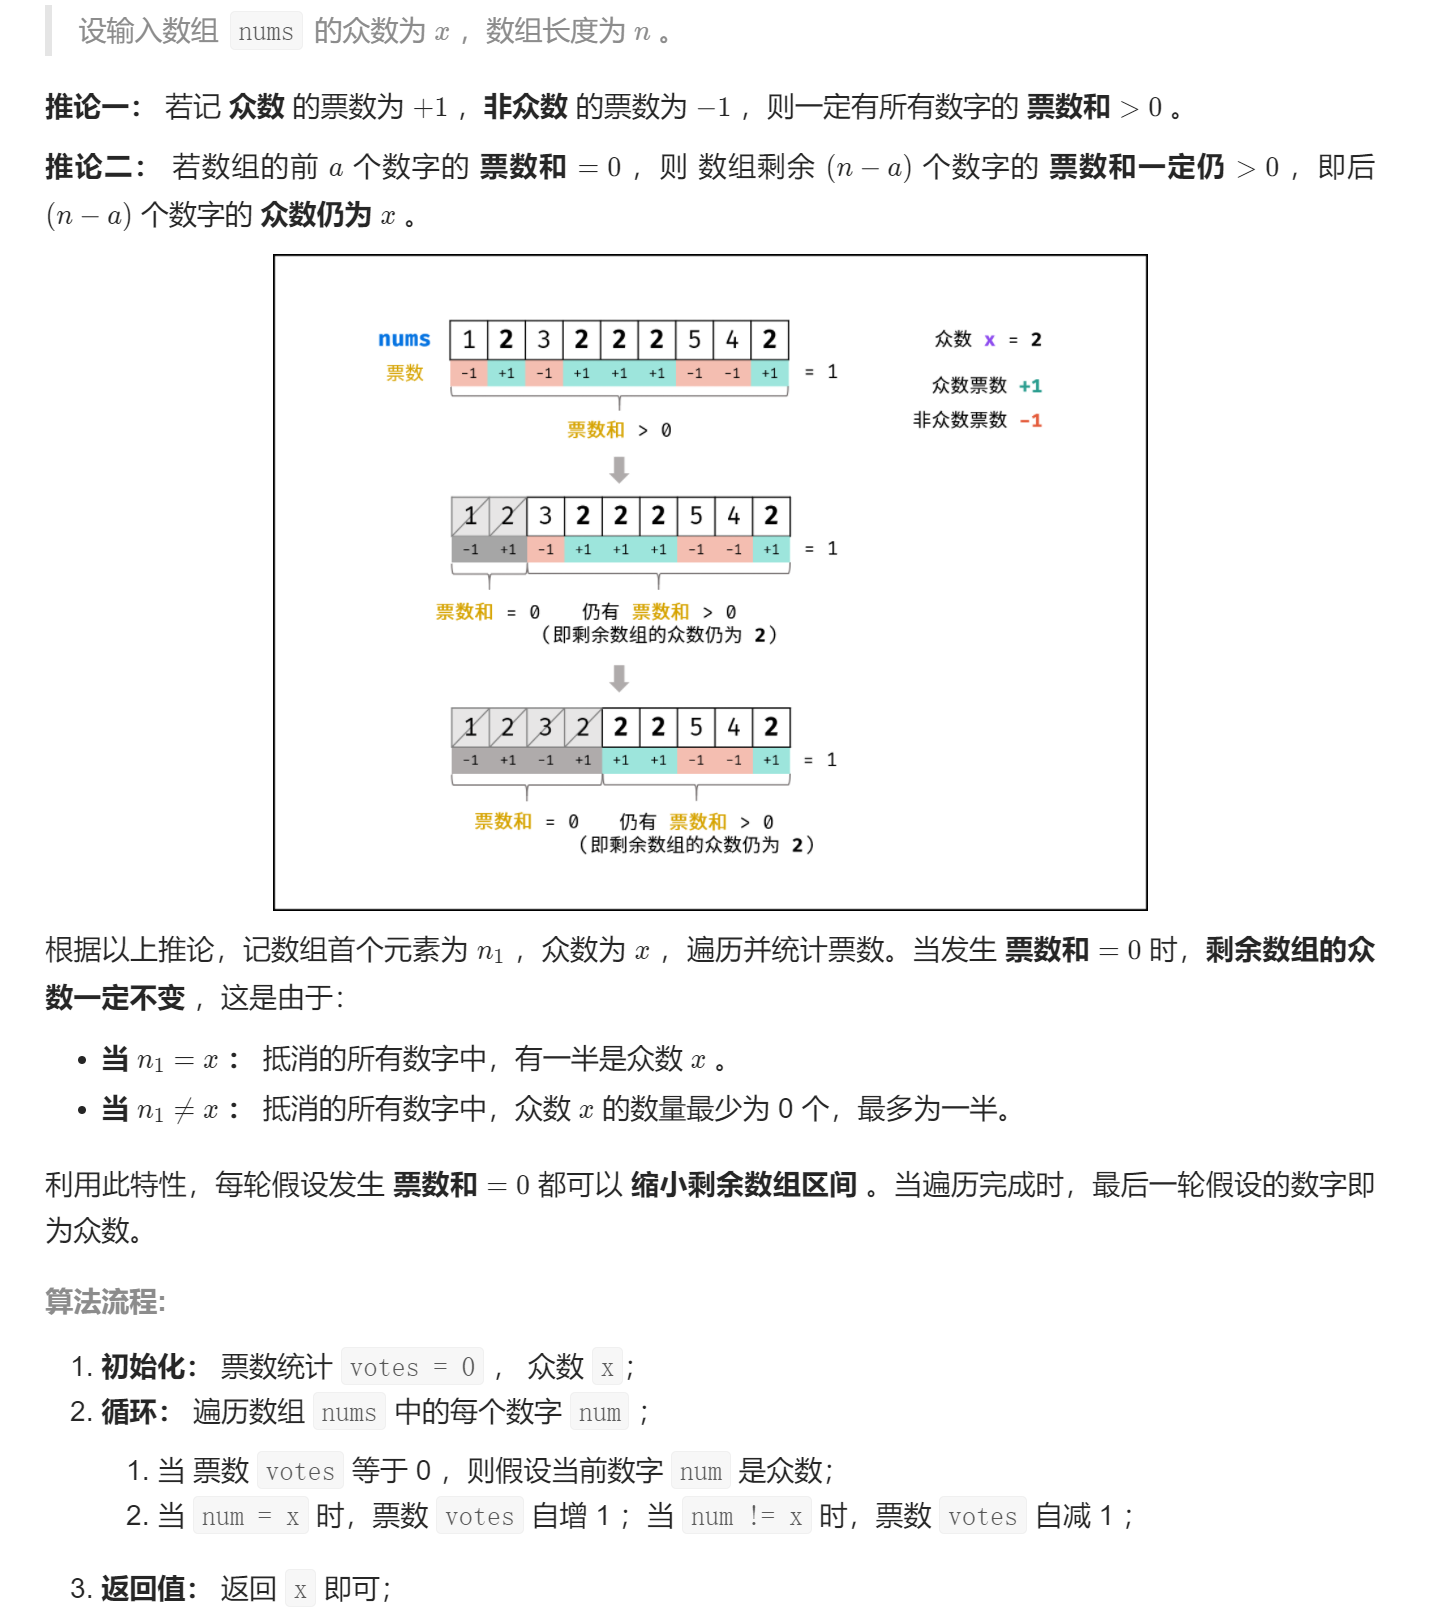 设输入数组 nums 的众数为 x ，数组长度为 n 。
推论一： 若记 众数 的票数为 +1 ，非众数 的票数为 −1 ，则一定有所有数字的 票数和 > 0 。
推论二： 若数组的前 a 个数字的 票数和 = 0 ，则 数组剩余 (n − a) 个数字的 票数和一定仍 > 0 ，即后
(n − a) 个数字的 众数仍为 x 。
nums 1 2 3 2 2 2 5 4 2
众数 x = 2
票数 -1 +1 -1 +1 +1 +1 -1 -1 +1 = 1
众数票数 +1
非众数票数 -1
票数和 > 0
1 2 3 2 2 2 5 4 2
-1 +1 -1 +1 +1 +1 -1 -1 +1 = 1
票数和 = 0 仍有 票数和 > 0
（即剩余数组的众数仍为 2）
1 2 3 2 2 2 5 4 2
-1 +1 -1 +1 +1 +1 -1 -1 +1 = 1
票数和 = 0 仍有 票数和 > 0
（即剩余数组的众数仍为 2）
根据以上推论，记数组首个元素为 n₁ ，众数为 x ，遍历并统计票数。当发生 票数和 = 0 时，剩余数组的众
数一定不变 ，这是由于：
• 当 n₁ = x ： 抵消的所有数字中，有一半是众数 x 。
• 当 n₁ ≠ x ： 抵消的所有数字中，众数 x 的数量最少为 0 个，最多为一半。
利用此特性，每轮假设发生 票数和 = 0 都可以 缩小剩余数组区间 。当遍历完成时，最后一轮假设的数字即
为众数。
算法流程:
1. 初始化： 票数统计 votes = 0 ， 众数 x；
2. 循环： 遍历数组 nums 中的每个数字 num ；
1. 当 票数 votes 等于 0 ，则假设当前数字 num 是众数；
2. 当 num = x 时，票数 votes 自增 1 ；当 num != x 时，票数 votes 自减 1 ；
3. 返回值： 返回 x 即可；